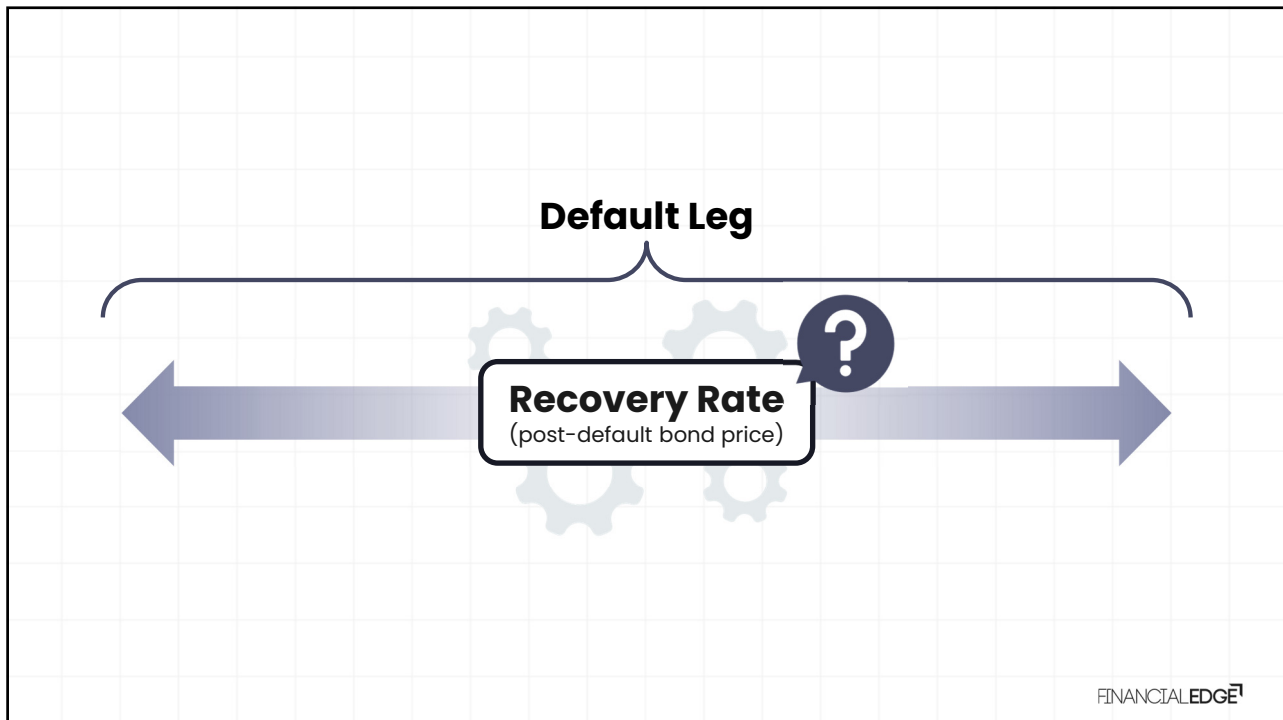 Default Leg
?
Recovery Rate
(post-default bond price)
FINANCIALEDGE